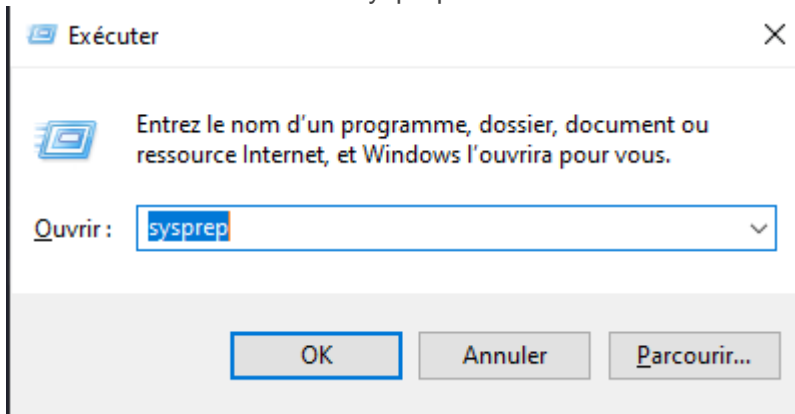 Exécuter
Entrez le nom d'un programme, dossier, document ou
ressource Internet, et Windows l'ouvrira pour vous.
Ouvrir :
sysprep
OK
Annuler
Parcourir...